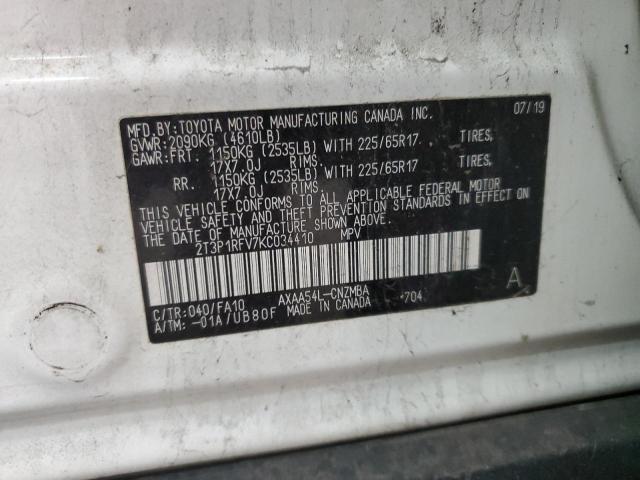 MFD.BY:TOYOTA MOTOR MANUFACTURING CANADA INC. 07/19
GVWR:2090KG (4610LB)
GAWR:FRT. 1150KG (2535LB) WITH 225/65R17 TIRES,
17X7.0J RIMS.
RR. 1150KG (2535LB) WITH 225/65R17 TIRES,
17X7.0J RIMS.
THIS VEHICLE CONFORMS TO ALL APPLICABLE FEDERAL MOTOR
VEHICLE SAFETY AND THEFT PREVENTION STANDARDS IN EFFECT ON
THE DATE OF MANUFACTURE SHOWN ABOVE.
2T3P1RFV7KC034410 MPV
A
C/TR:040/FA10 AXAA54L-CNZMBA
A/TM:-01A/UB80F MADE IN CANADA *704